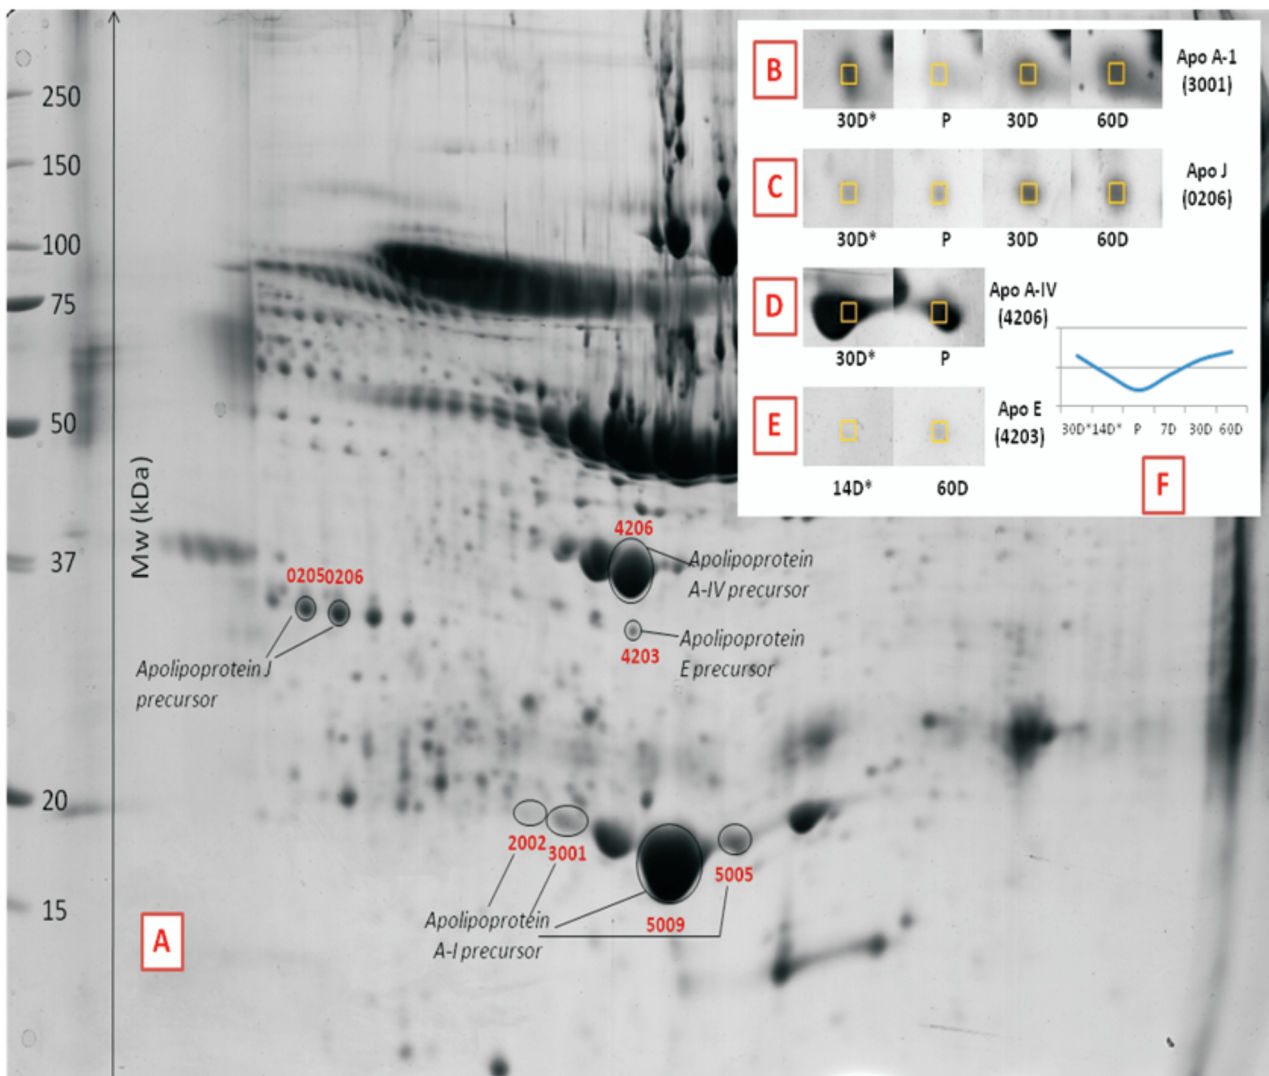 250
150
100
75
50
37
20
15
Mw (kDa)
A
0205
0206
Apolipoprotein J
precursor
4206
Apolipoprotein
A-IV precursor
4203
Apolipoprotein
E precursor
2002
3001
5009
5005
Apolipoprotein
A-I precursor
B
30D*
P
30D
60D
Apo A-1
(3001)
C
30D*
P
30D
60D
Apo J
(0206)
D
30D*
P
Apo A-IV
(4206)
E
14D*
60D
Apo E
(4203)
30D*
14D*
P
7D
30D
60D
F